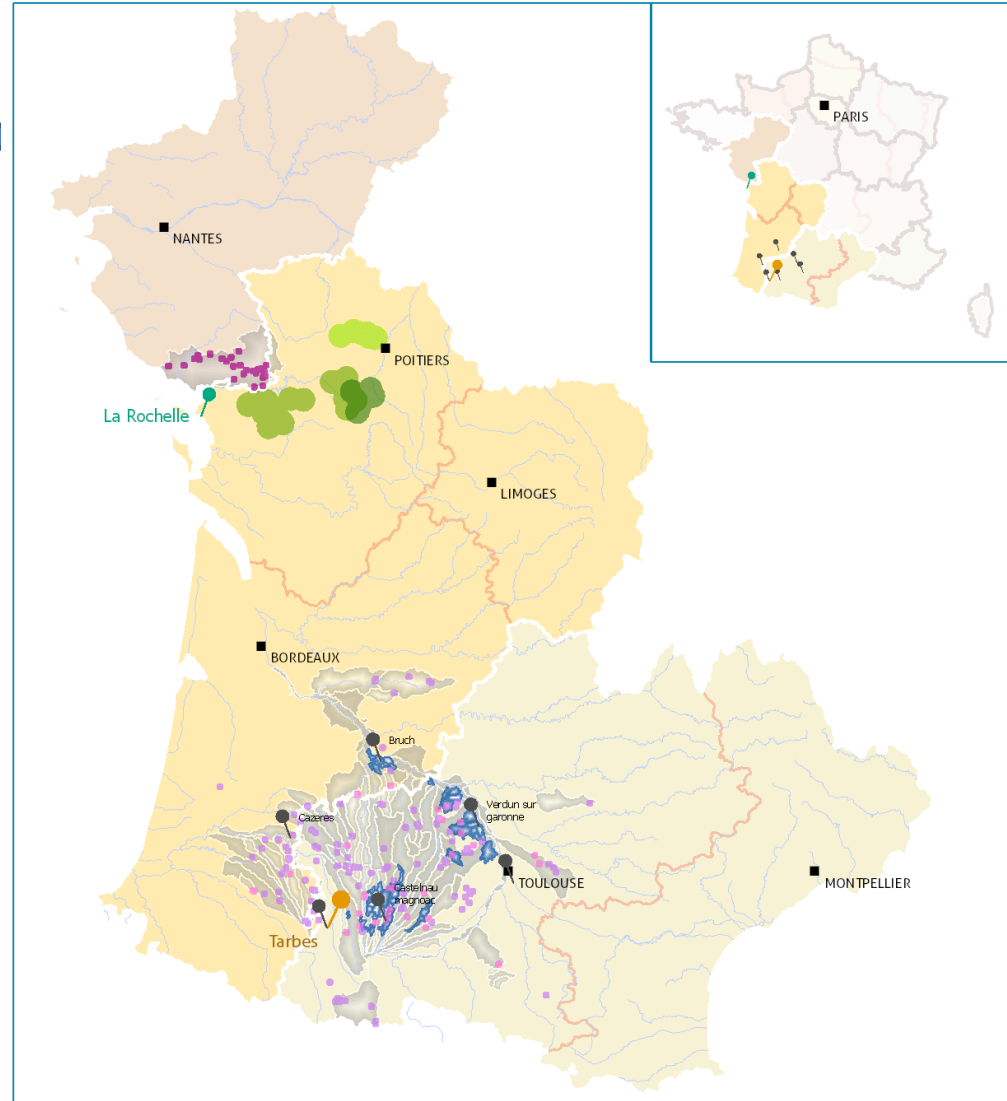 PARIS
NANTES
POITIERS
La Rochelle
LIMOGES
BORDEAUX
Bruch
Verdun sur
garonne
Cazeres
TOULOUSE
MONTPELLIER
Castelnau
magnoac
Tarbes